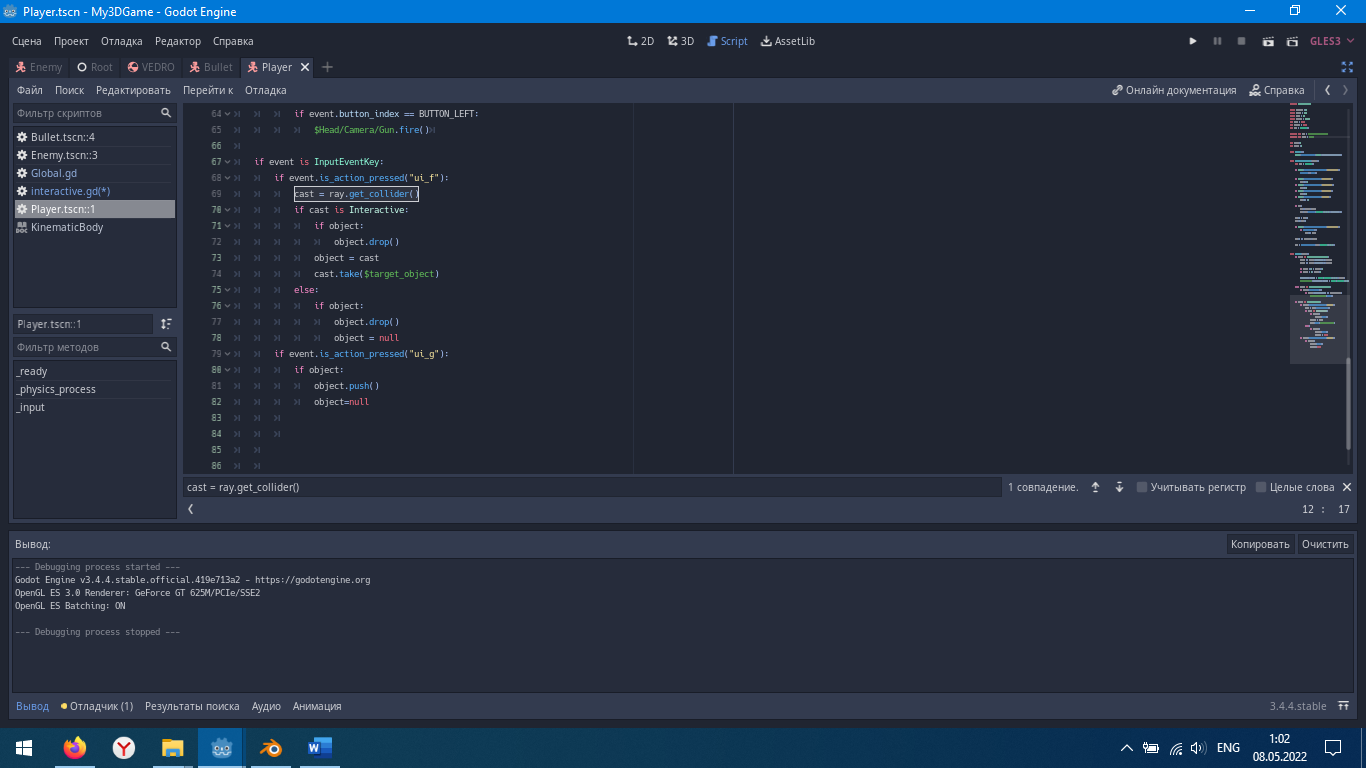 Player.tscn - My3DGame - Godot Engine
Сцена Проект Отладка Редактор Справка 2D 3D Script AssetLib GLES3
Enemy Root VEDRO Bullet Player
Файл Поиск Редактировать Перейти к Отладка Онлайн документация Справка
Фильтр скриптов
Bullet.tscn::4
Enemy.tscn::3
Global.gd
interactive.gd(*)
Player.tscn::1
KinematicBody
Player.tscn::1
Фильтр методов
_ready
_physics_process
_input
64 if event.button_index == BUTTON_LEFT:
65 $Head/Camera/Gun.fire()
66
67 if event is InputEventKey:
68 if event.is_action_pressed("ui_f"):
69 cast = ray.get_collider()
70 if cast is Interactive:
71 if object:
72 object.drop()
73 object = cast
74 cast.take($target_object)
75 else:
76 if object:
77 object.drop()
78 object = null
79 if event.is_action_pressed("ui_g"):
80 if object:
81 object.push()
82 object=null
83
84
85
86
cast = ray.get_collider() 1 совпадение. Учитывать регистр Целые слова
12 : 17
Вывод: Копировать Очистить
--- Debugging process started ---
Godot Engine v3.4.4.stable.official.419e713a2 - https://godotengine.org
OpenGL ES 3.0 Renderer: GeForce GT 625M/PCIe/SSE2
OpenGL ES Batching: ON
--- Debugging process stopped ---
Вывод Отладчик (1) Результаты поиска Аудио Анимация 3.4.4.stable
ENG 1:02
08.05.2022